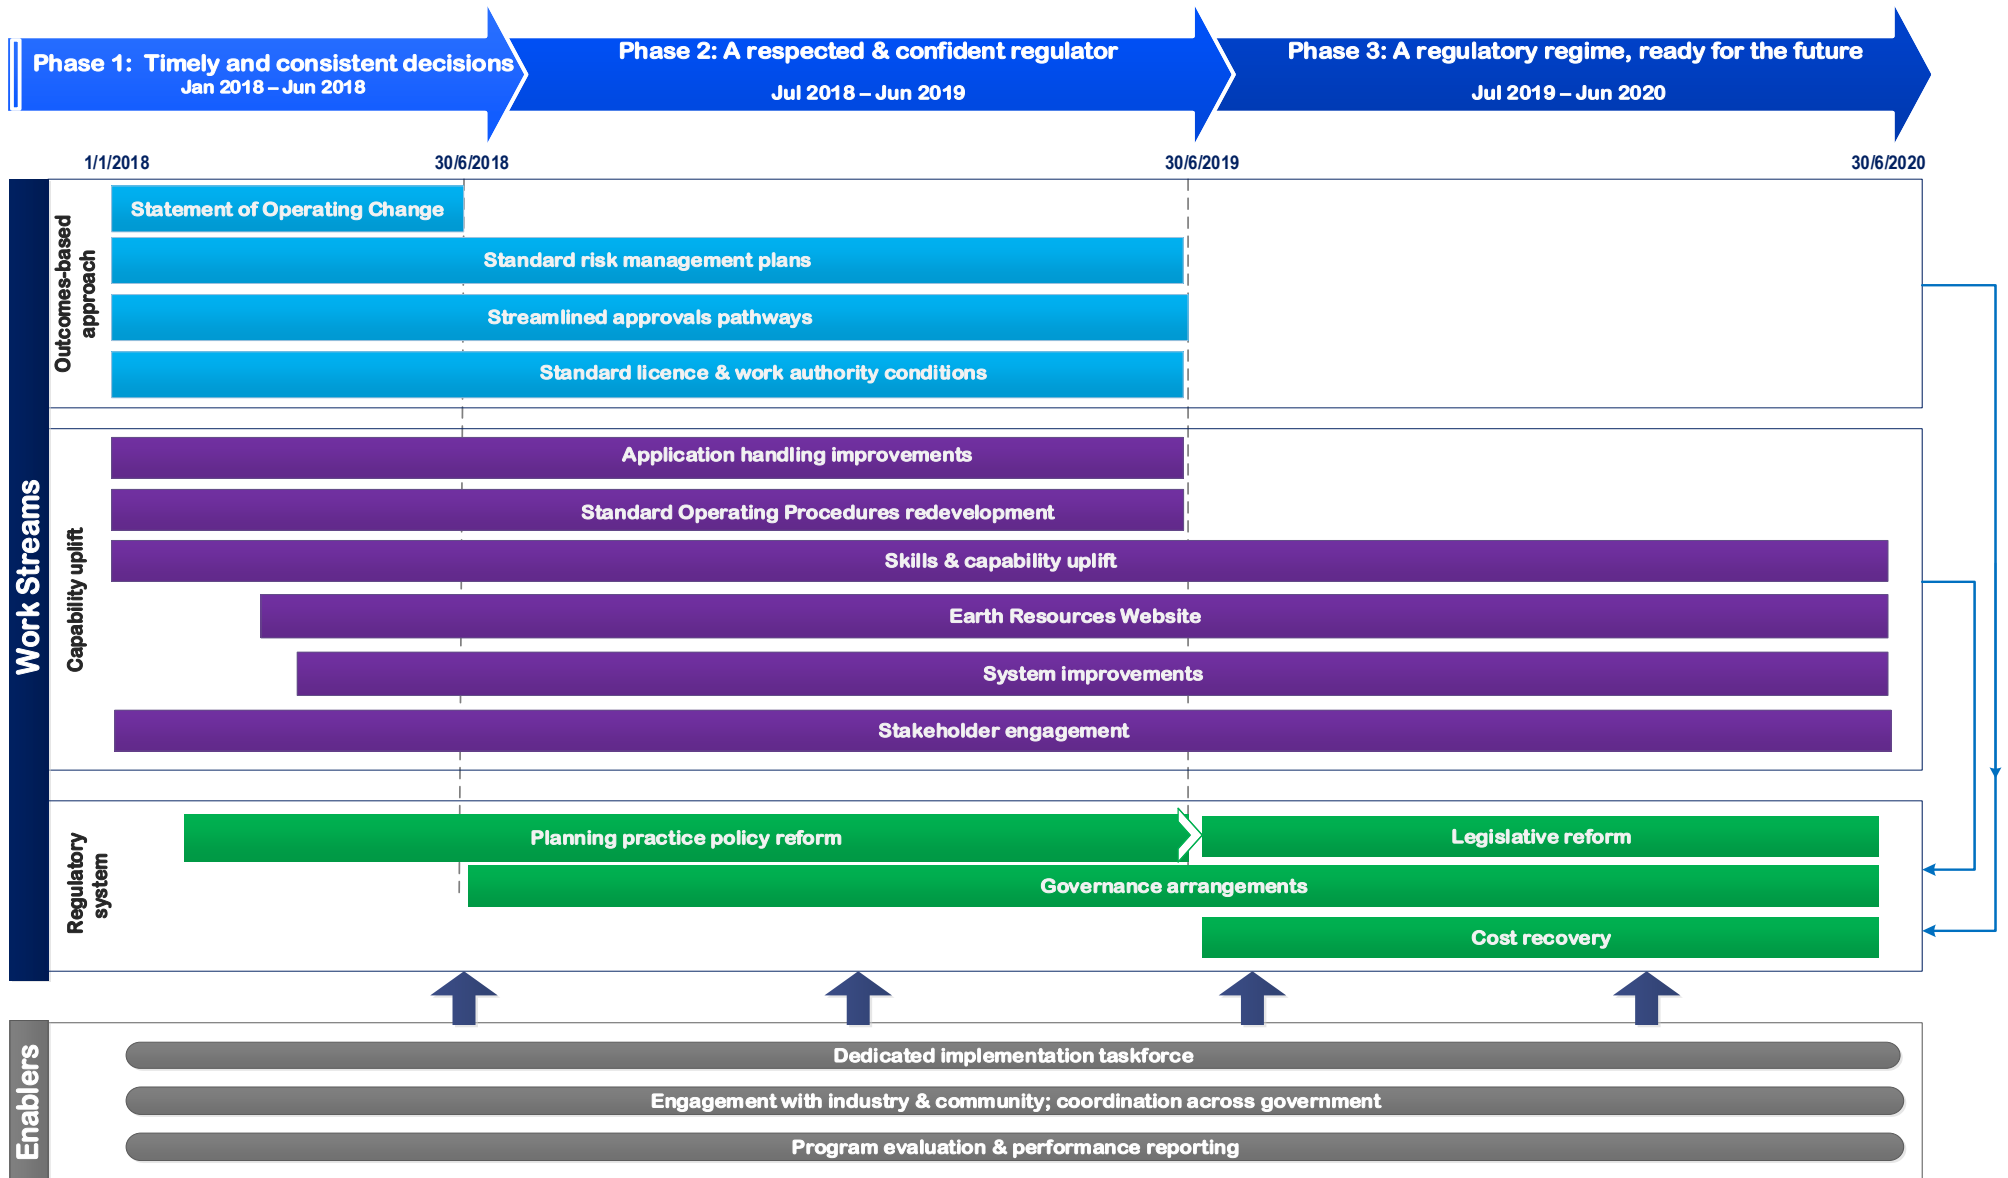 Phase 1: Timely and consistent decisions
Jan 2018 – Jun 2018
Phase 2: A respected & confident regulator
Jul 2018 – Jun 2019
Phase 3: A regulatory regime, ready for the future
Jul 2019 – Jun 2020
1/1/2018
30/6/2018
30/6/2019
30/6/2020
Work Streams
Outcomes-based
approach
Statement of Operating Change
Standard risk management plans
Streamlined approvals pathways
Standard licence & work authority conditions
Capability uplift
Application handling improvements
Standard Operating Procedures redevelopment
Skills & capability uplift
Earth Resources Website
System improvements
Stakeholder engagement
Regulatory
system
Planning practice policy reform
Legislative reform
Governance arrangements
Cost recovery
Enablers
Dedicated implementation taskforce
Engagement with industry & community; coordination across government
Program evaluation & performance reporting